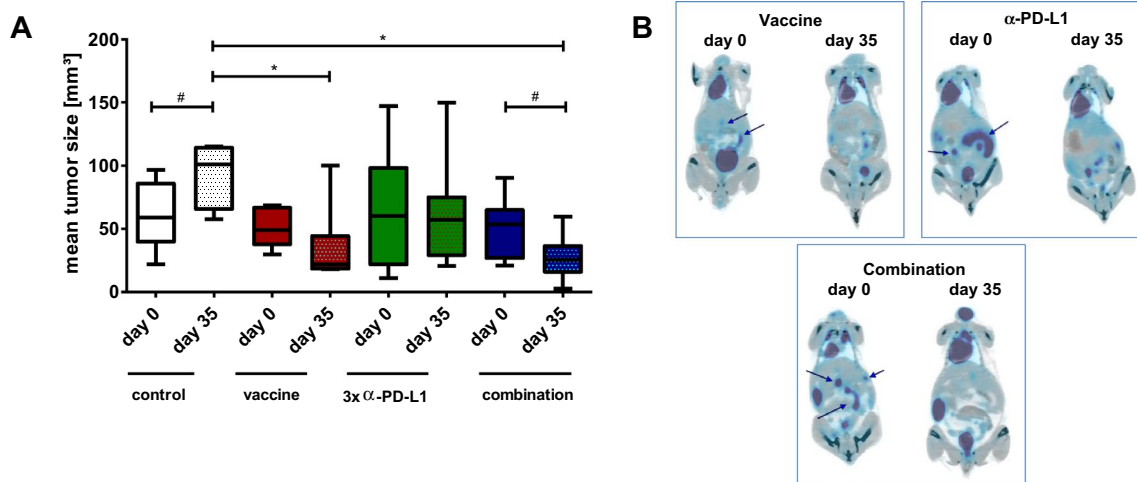 A
mean tumor size [mm³]
200
150
100
50
0
#
*
*
#
day 0
day 35
day 0
day 35
day 0
day 35
day 0
day 35
control
vaccine
3x α-PD-L1
combination
B
Vaccine
day 0
day 35
α-PD-L1
day 0
day 35
Combination
day 0
day 35